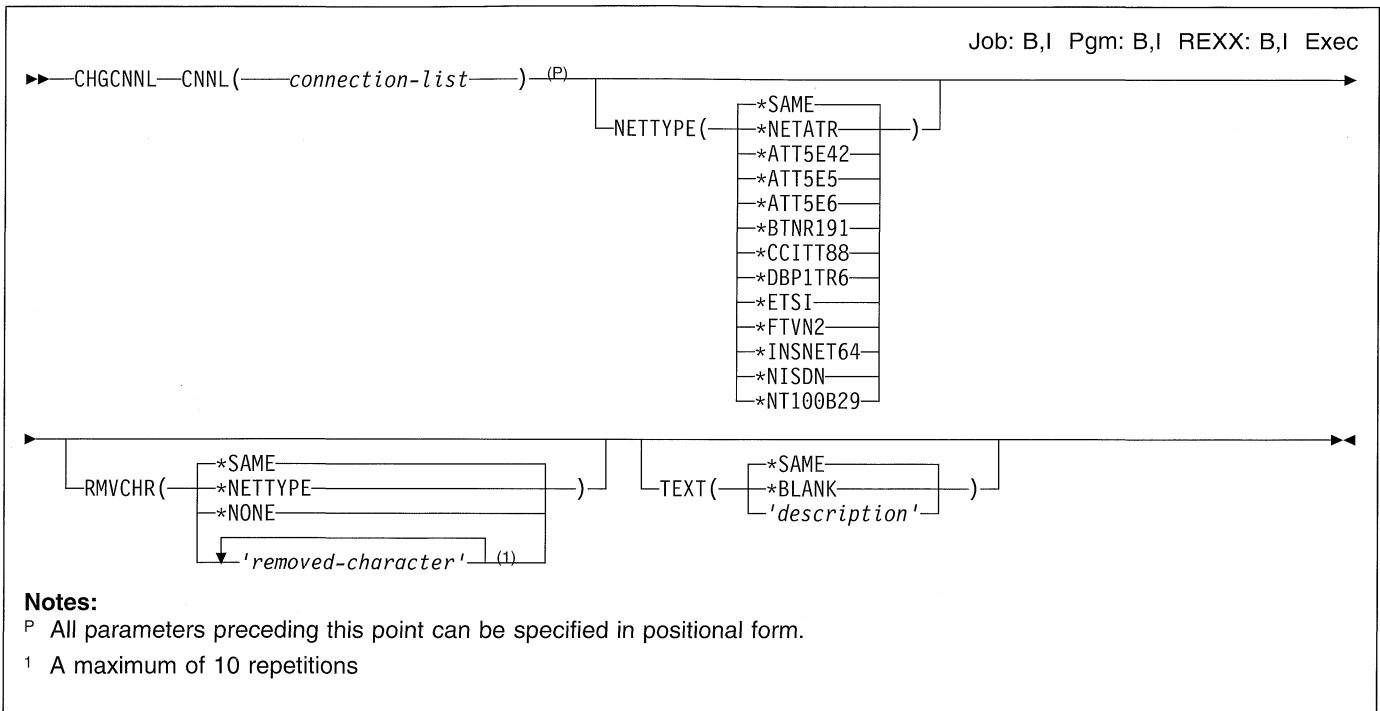 Job: B,I Pgm: B,I REXX: B,I Exec
CHGCNNL CNNL( connection-list ) (P)
NETTYPE( *SAME )
*NETATR
*ATT5E42
*ATT5E5
*ATT5E6
*BTNR191
*CCITT88
*DBP1TR6
*ETSI
*FTVN2
*INSNET64
*NISDN
*NT100B29
RMVCHR( *SAME )
*NETTYPE
*NONE
'removed-character' (1)
TEXT( *SAME )
*BLANK
'description'
Notes:
P All parameters preceding this point can be specified in positional form.
1 A maximum of 10 repetitions